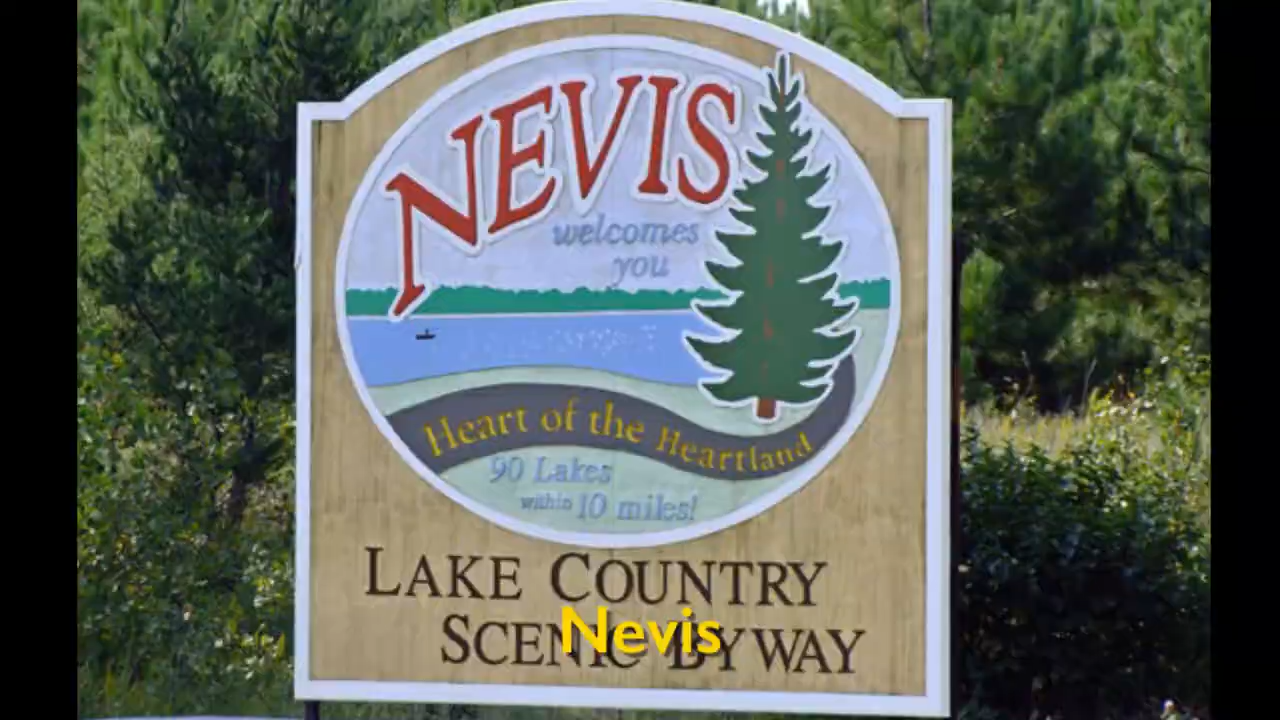 NEVIS
welcomes
you
Heart of the Heartland
90 Lakes
within 10 miles!
LAKE COUNTRY
SCENIC BYWAY
Nevis